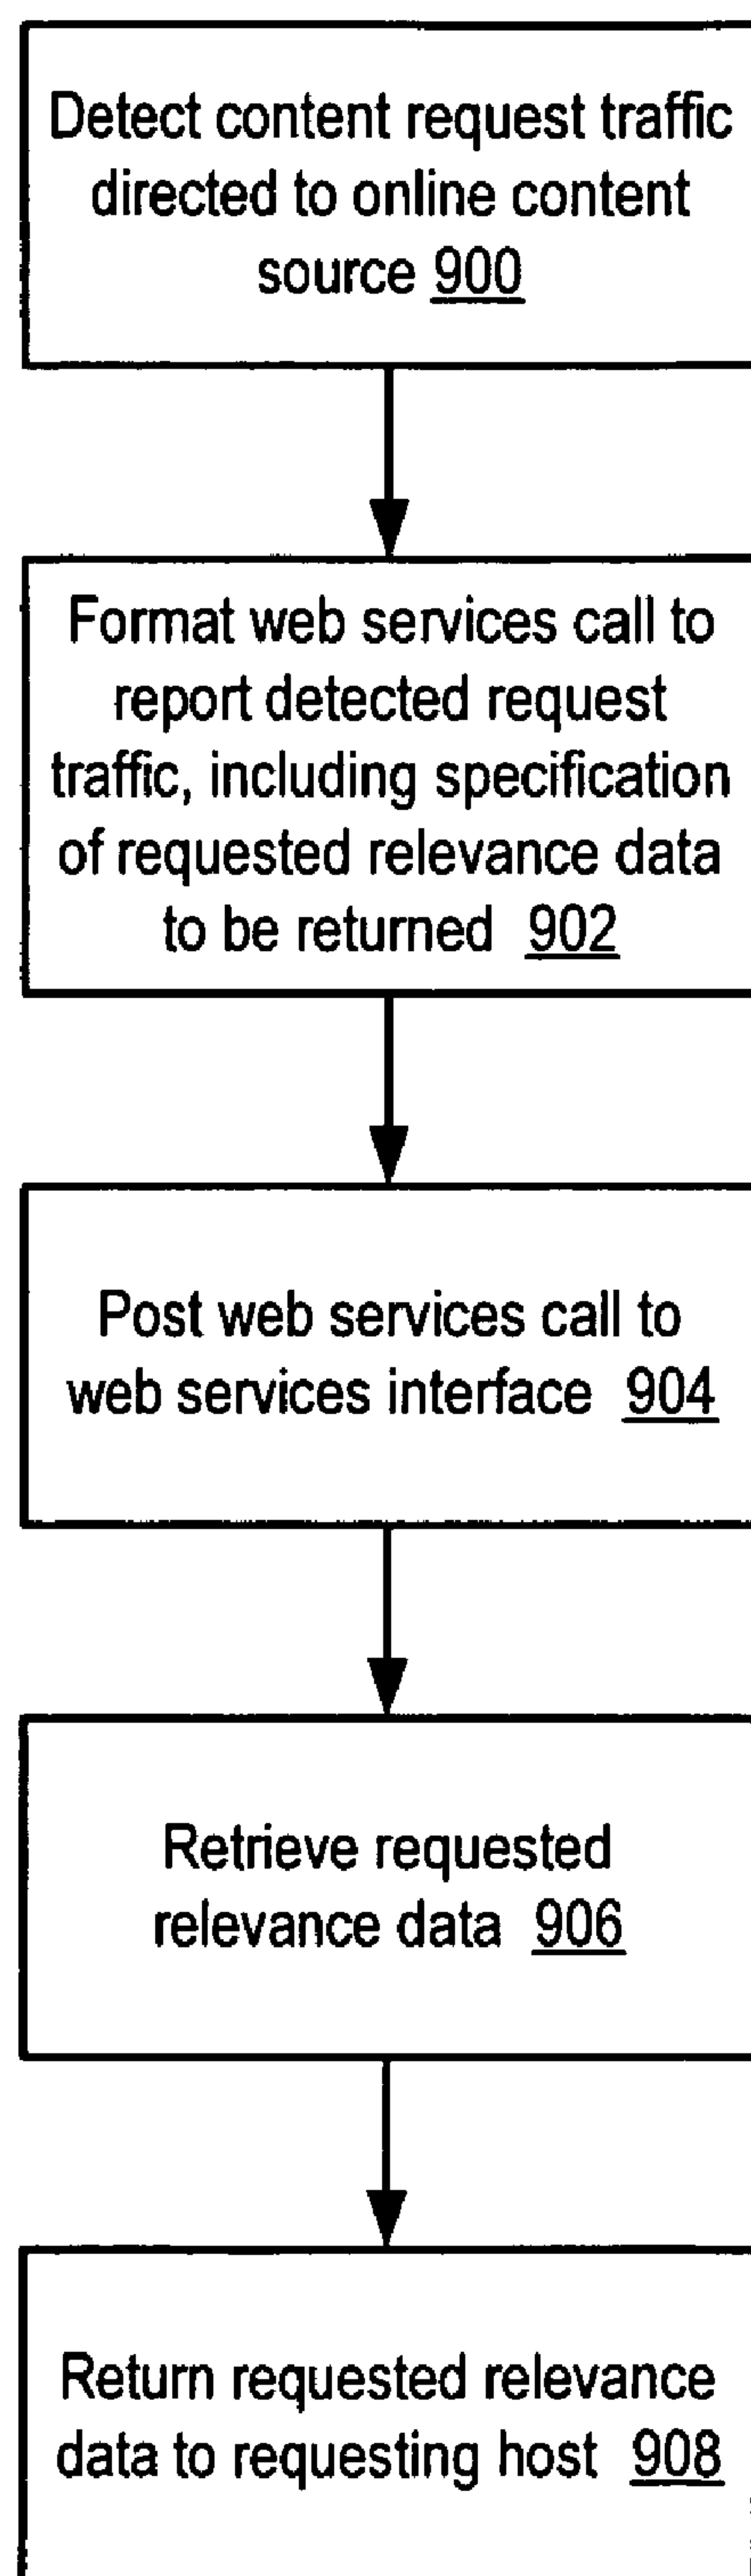 Detect content request traffic
directed to online content
source 900
Format web services call to
report detected request
traffic, including specification
of requested relevance data
to be returned 902
Post web services call to
web services interface 904
Retrieve requested
relevance data 906
Return requested relevance
data to requesting host 908